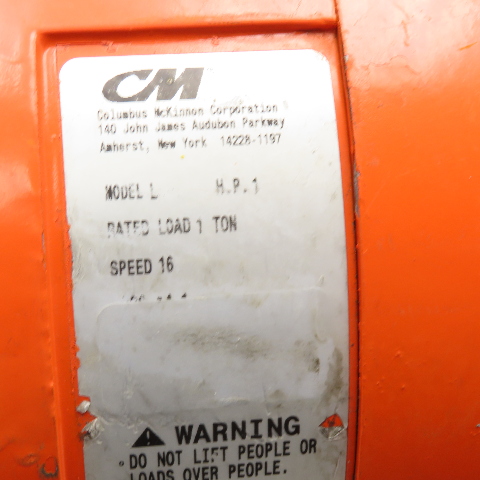 CM
Columbus McKinnon Corporation
140 John James Audubon Parkway
Amherst, New York 14228-1197
MODEL L H.P. 1
RATED LOAD 1 TON
SPEED 16
WARNING
DO NOT LIFT PEOPLE OR
LOADS OVER PEOPLE.